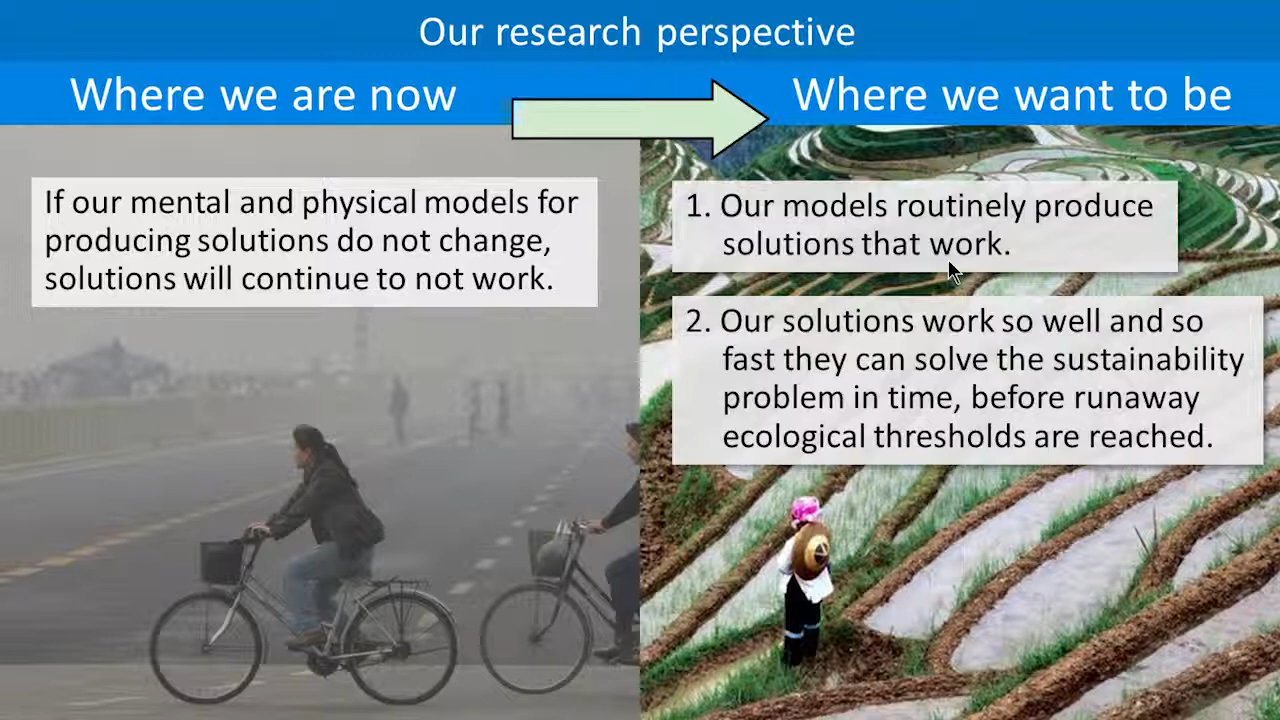 Our research perspective
Where we are now
Where we want to be
If our mental and physical models for
producing solutions do not change,
solutions will continue to not work.
1. Our models routinely produce
solutions that work.
2. Our solutions work so well and so
fast they can solve the sustainability
problem in time, before runaway
ecological thresholds are reached.